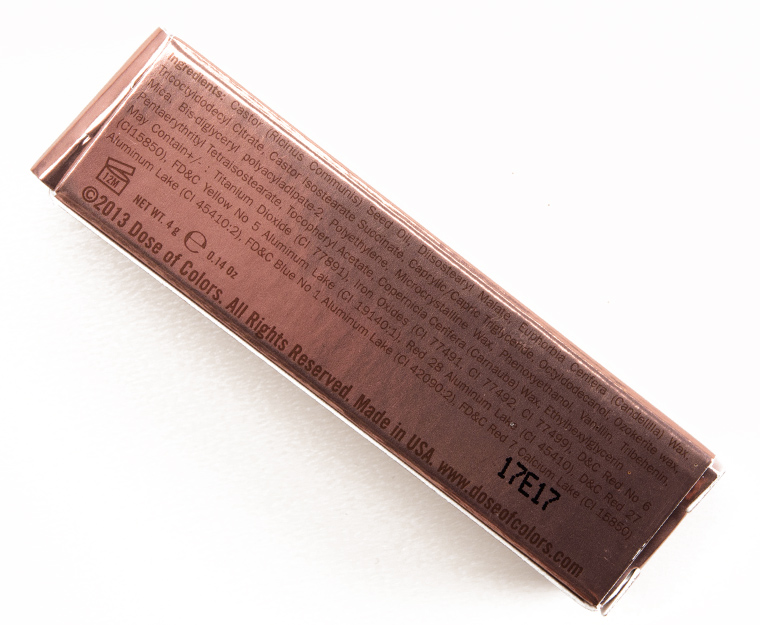 Ingredients: Castor (Ricinus Communis) Seed Oil, Diisostearyl Malate, Euphorbia Cerifera (Candelilla) Wax,
Tricoctyldodecyl Citrate, Castor Isostearate Succinate, Caprylic/Capric Triglyceride, Octyldodecanol, Ozokerite wax,
Mica, Bis-diglyceryl polyacyladipate-2, Polyethylene, Microcrystalline Wax, Phenoxyethanol, Vanillin, Tribehenin,
Pentaerythrityl Tetraisostearate, Tocopheryl Acetate, Copernicia Cerifera (Carnauba) Wax, Ethylhexylglycerin
May Contain+/- : Titanium Dioxide (CI 77891), Iron Oxides (CI 77491, CI 77492, CI 77499), D&C Red No 6
(CI15850), FD&C Yellow No 5 Aluminum Lake (CI 19140:1), Red 28 Aluminum Lake (CI 45410), D&C Red 27
Aluminum Lake (CI 45410:2), FD&C Blue No 1 Aluminum Lake (CI 42090:2), FD&C Red 7 Calcium Lake (CI 15850)
12M
NET WT. 4 g e 0.14 Oz
17E17
©2013 Dose of Colors. All Rights Reserved. Made in USA. www.doseofcolors.com